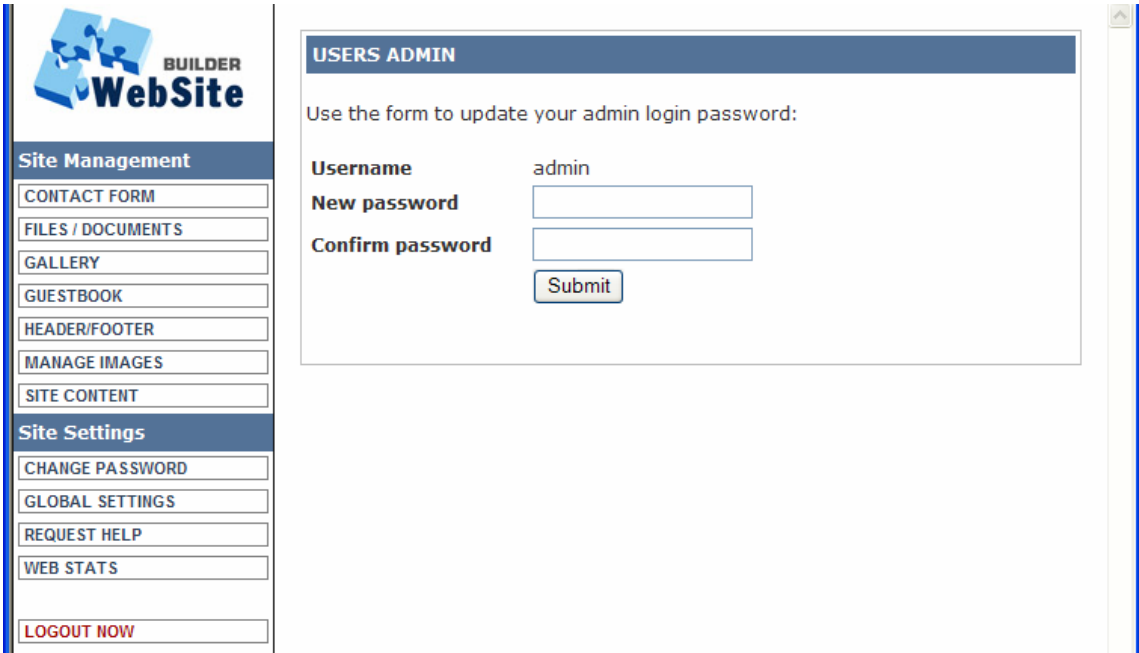 BUILDER
WebSite
Site Management
CONTACT FORM
FILES / DOCUMENTS
GALLERY
GUESTBOOK
HEADER/FOOTER
MANAGE IMAGES
SITE CONTENT
Site Settings
CHANGE PASSWORD
GLOBAL SETTINGS
REQUEST HELP
WEB STATS
LOGOUT NOW
USERS ADMIN
Use the form to update your admin login password:
Username admin
New password
Confirm password
Submit